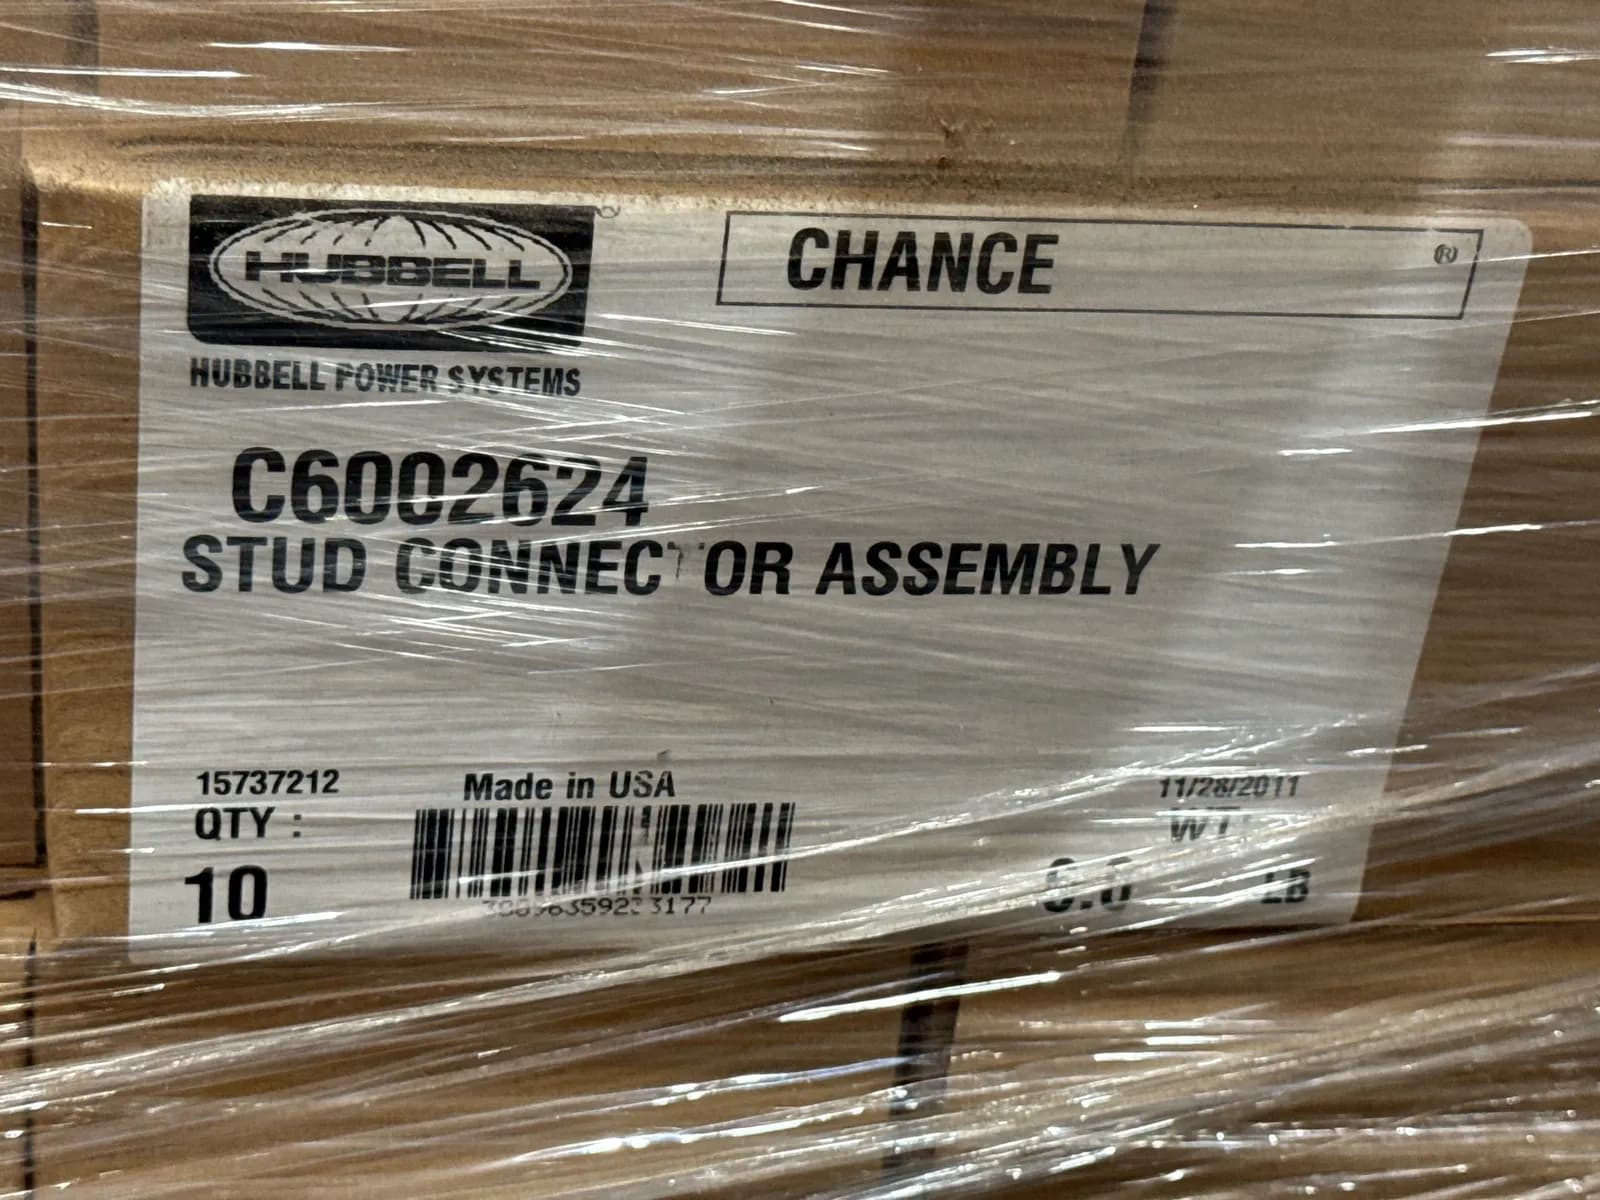 HUBBELL
CHANCE ®
HUBBELL POWER SYSTEMS
C6002624
STUD CONNECTOR ASSEMBLY
15737212
Made in USA
11/28/2011
QTY :
WT
10
LB